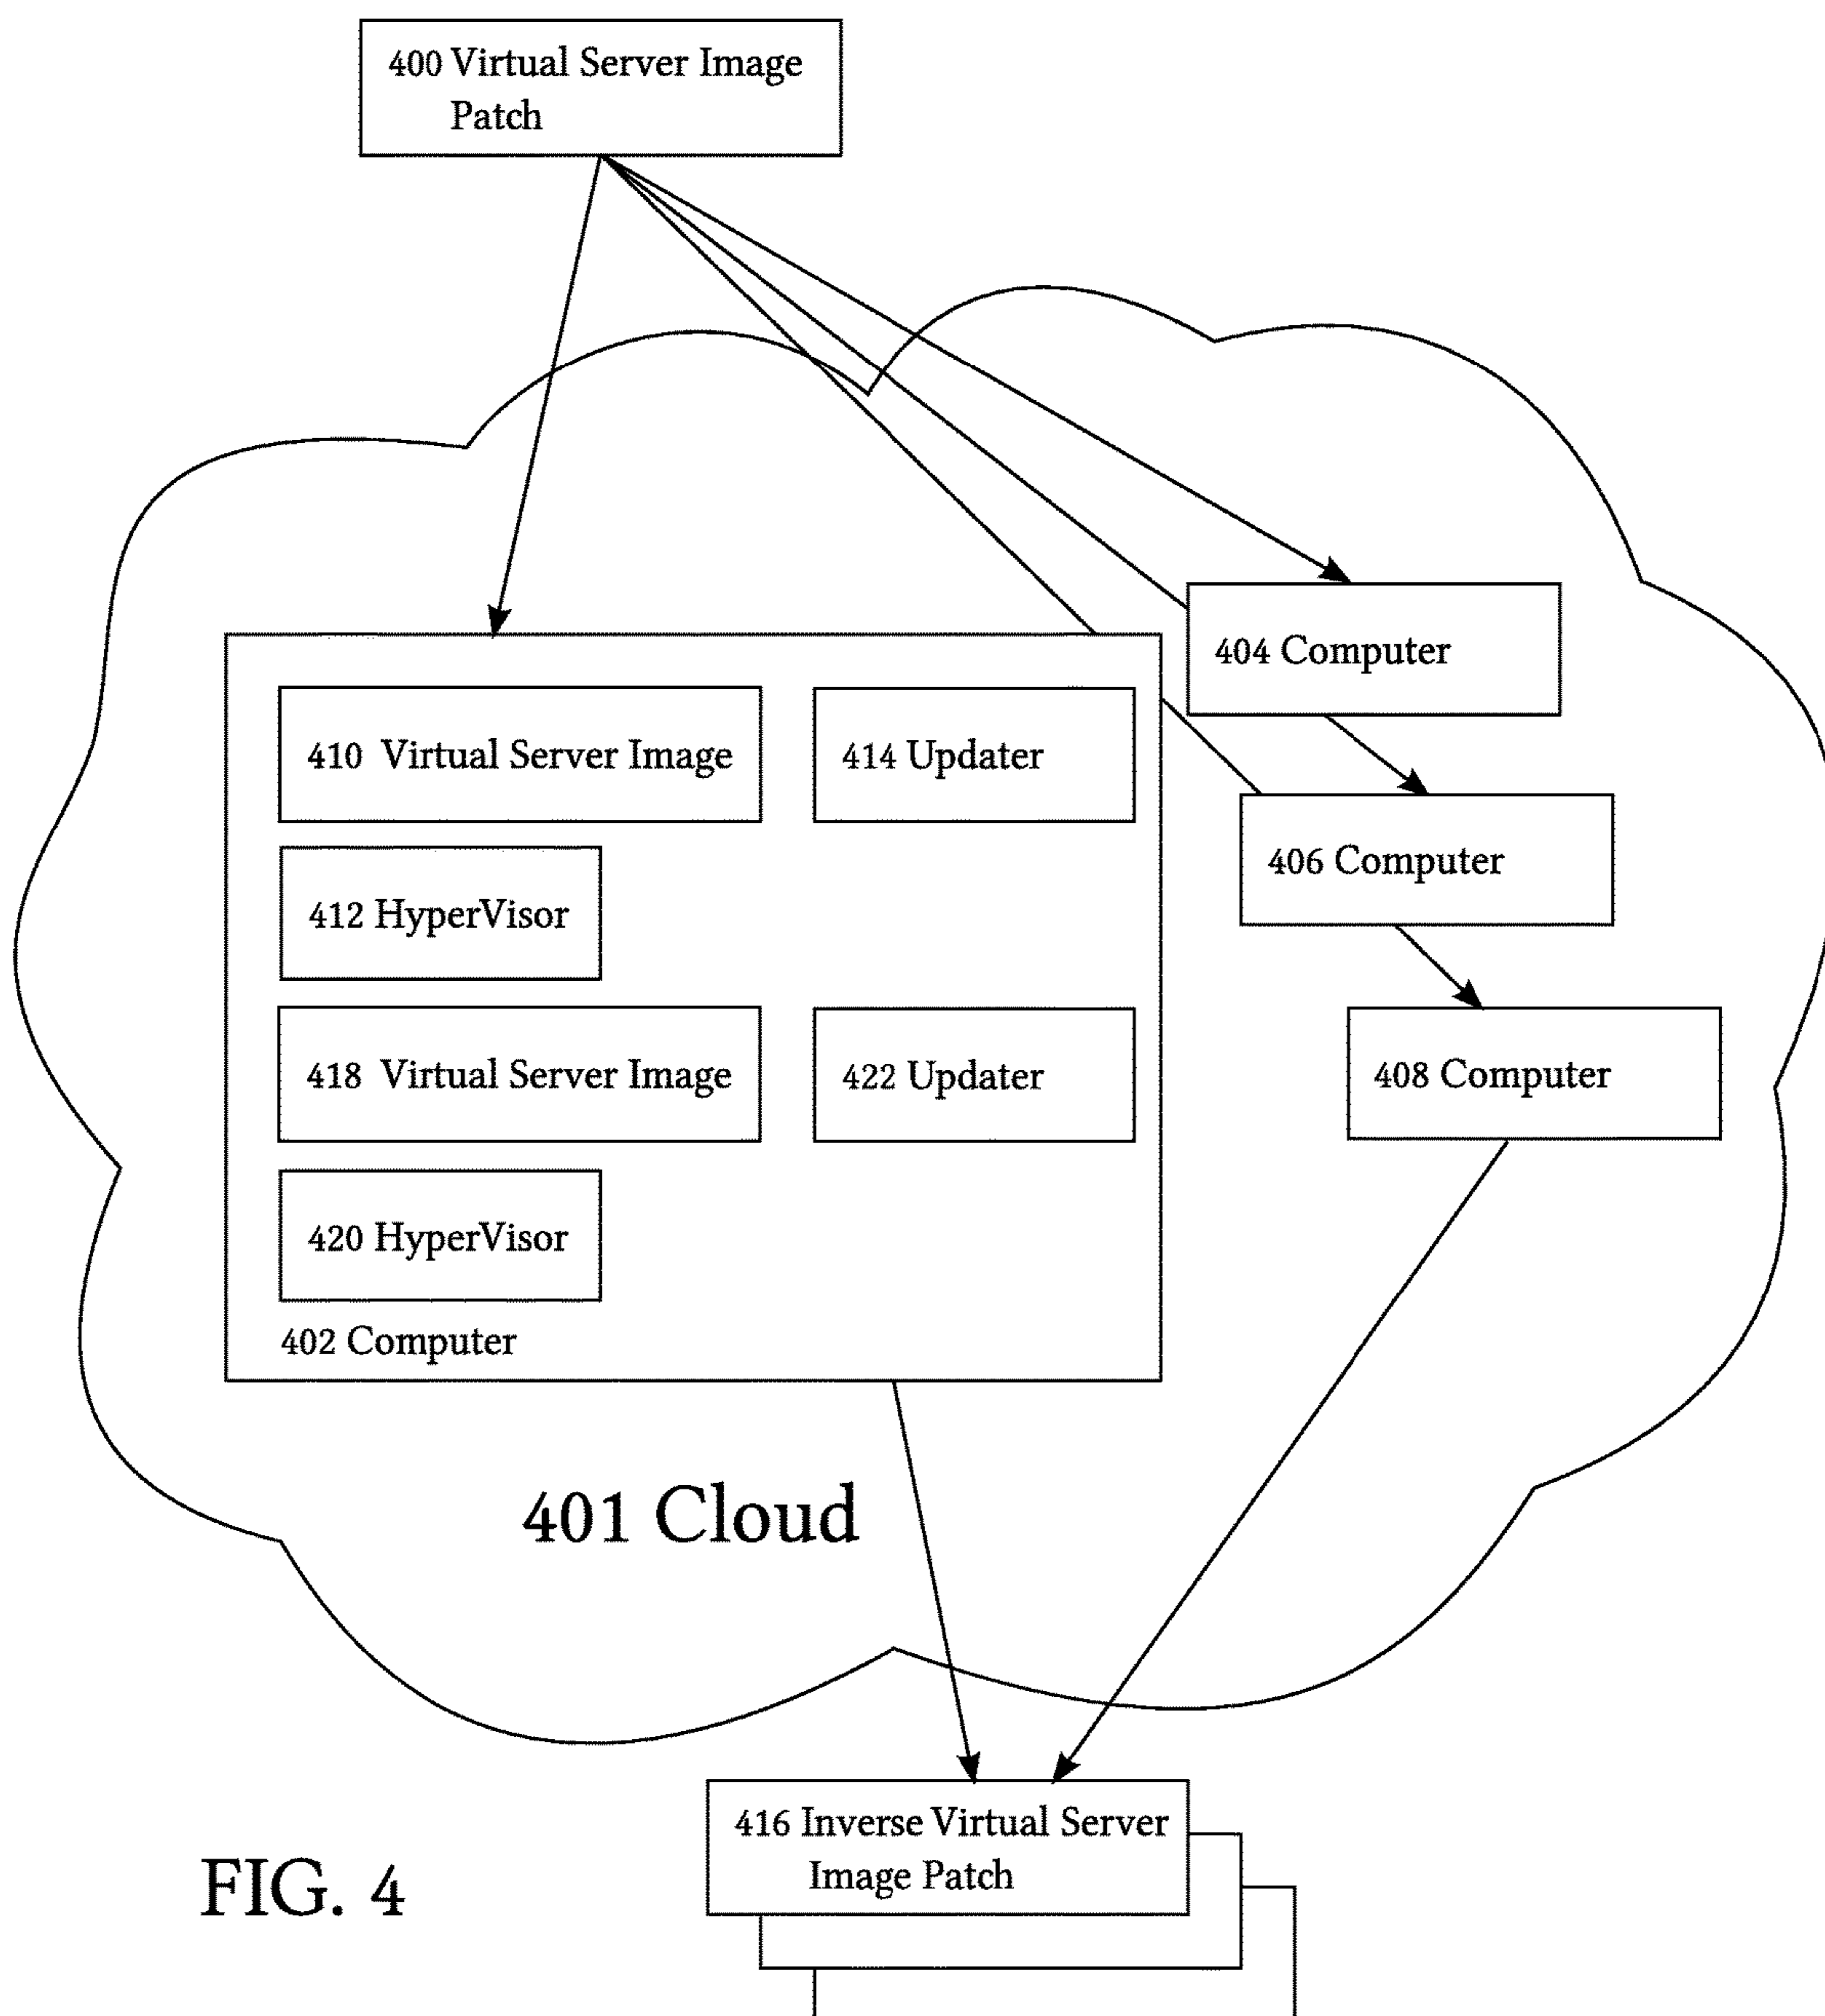 400 Virtual Server Image
Patch
404 Computer
410 Virtual Server Image
414 Updater
406 Computer
412 HyperVisor
418 Virtual Server Image
422 Updater
408 Computer
420 HyperVisor
402 Computer
401 Cloud
416 Inverse Virtual Server
Image Patch
FIG. 4